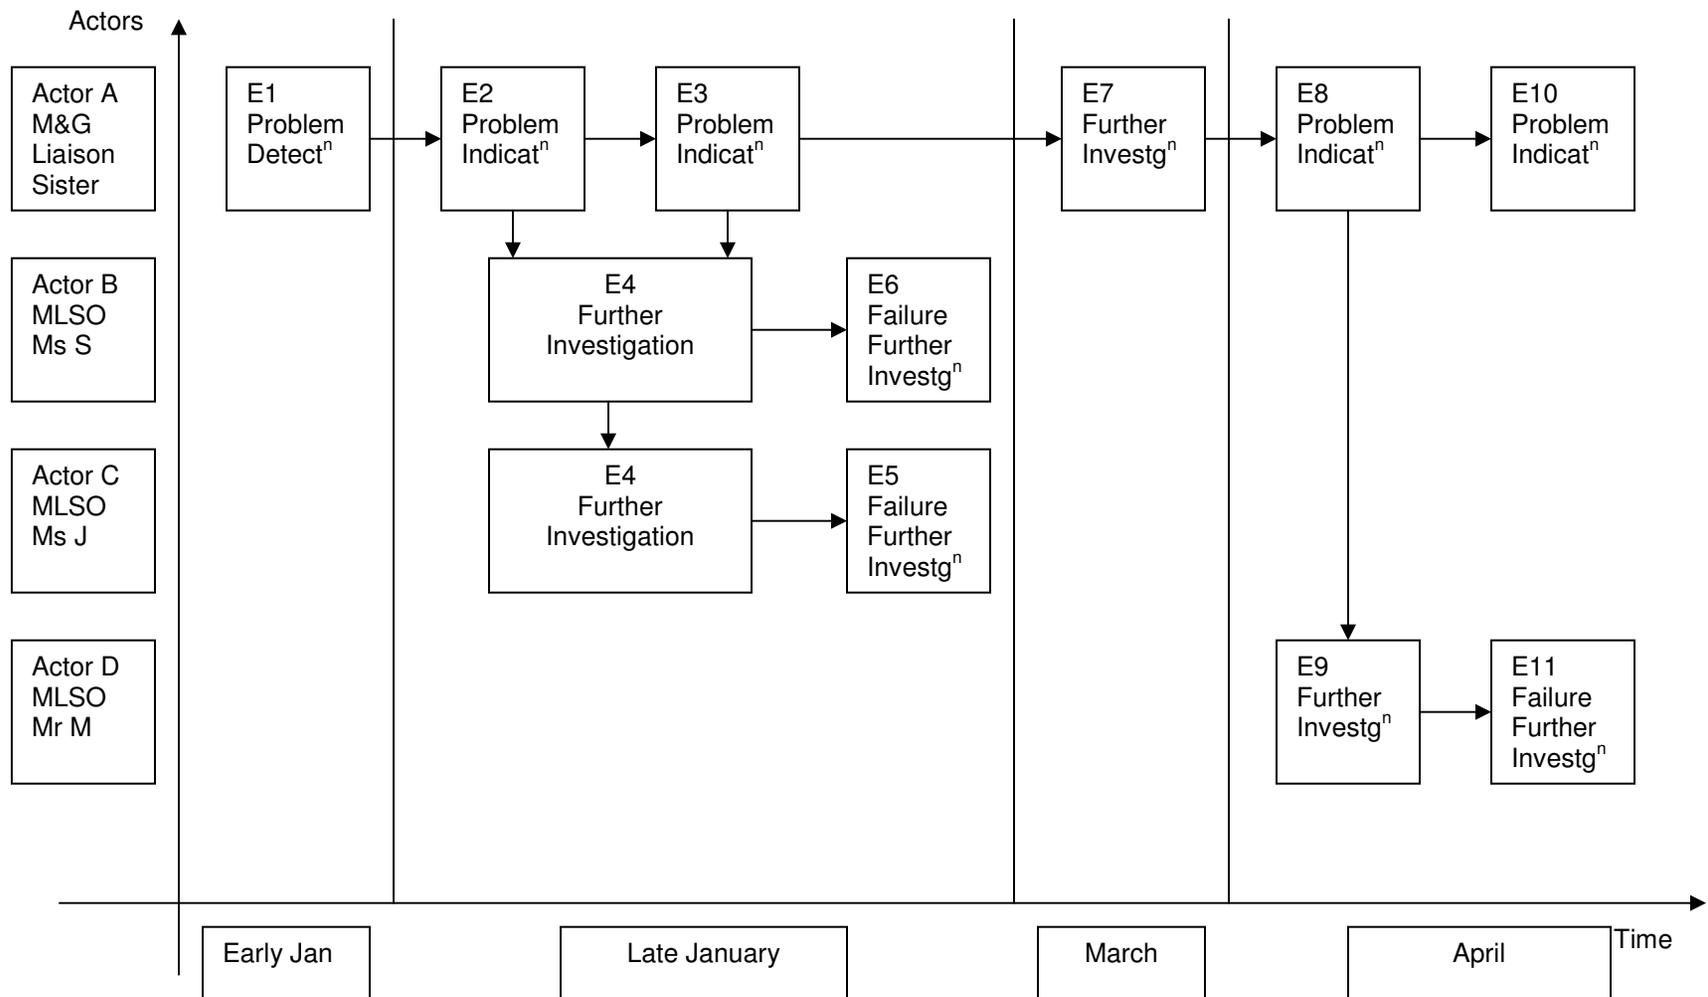 Actors
Actor A
M&G
Liaison
Sister
E1
Problem
Detectⁿ
E2
Problem
Indicatⁿ
E3
Problem
Indicatⁿ
E7
Further
Investgⁿ
E8
Problem
Indicatⁿ
E10
Problem
Indicatⁿ
Actor B
MLSO
Ms S
E4
Further
Investigation
E6
Failure
Further
Investgⁿ
Actor C
MLSO
Ms J
E4
Further
Investigation
E5
Failure
Further
Investgⁿ
Actor D
MLSO
Mr M
E9
Further
Investgⁿ
E11
Failure
Further
Investgⁿ
Early Jan
Late January
March
April
Time